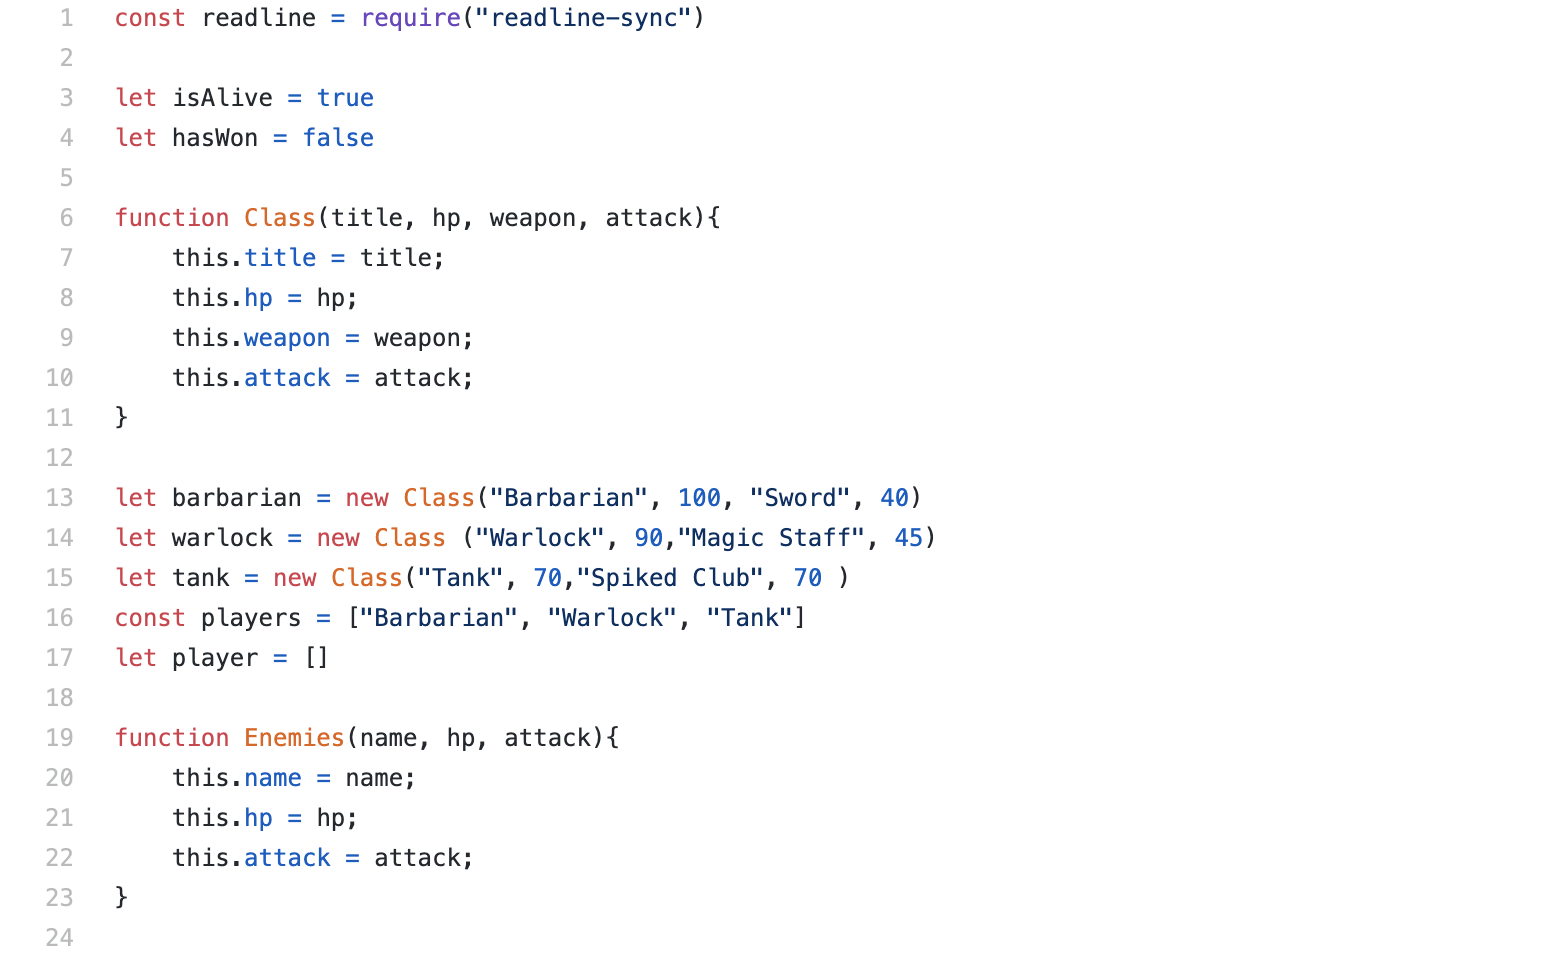 1 const readline = require("readline-sync")
2
3 let isAlive = true
4 let hasWon = false
5
6 function Class(title, hp, weapon, attack){
7     this.title = title;
8     this.hp = hp;
9     this.weapon = weapon;
10     this.attack = attack;
11 }
12
13 let barbarian = new Class("Barbarian", 100, "Sword", 40)
14 let warlock = new Class ("Warlock", 90,"Magic Staff", 45)
15 let tank = new Class("Tank", 70,"Spiked Club", 70 )
16 const players = ["Barbarian", "Warlock", "Tank"]
17 let player = []
18
19 function Enemies(name, hp, attack){
20     this.name = name;
21     this.hp = hp;
22     this.attack = attack;
23 }
24